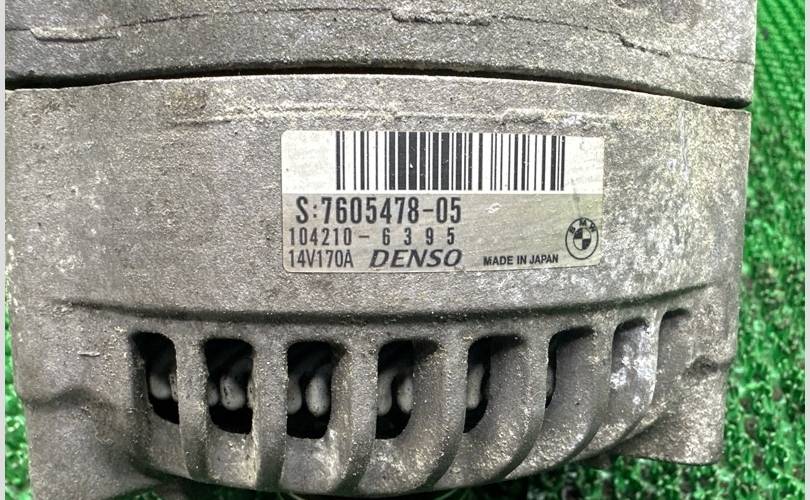 S:7605478-05
104210-6395
14V170A DENSO MADE IN JAPAN
BMW